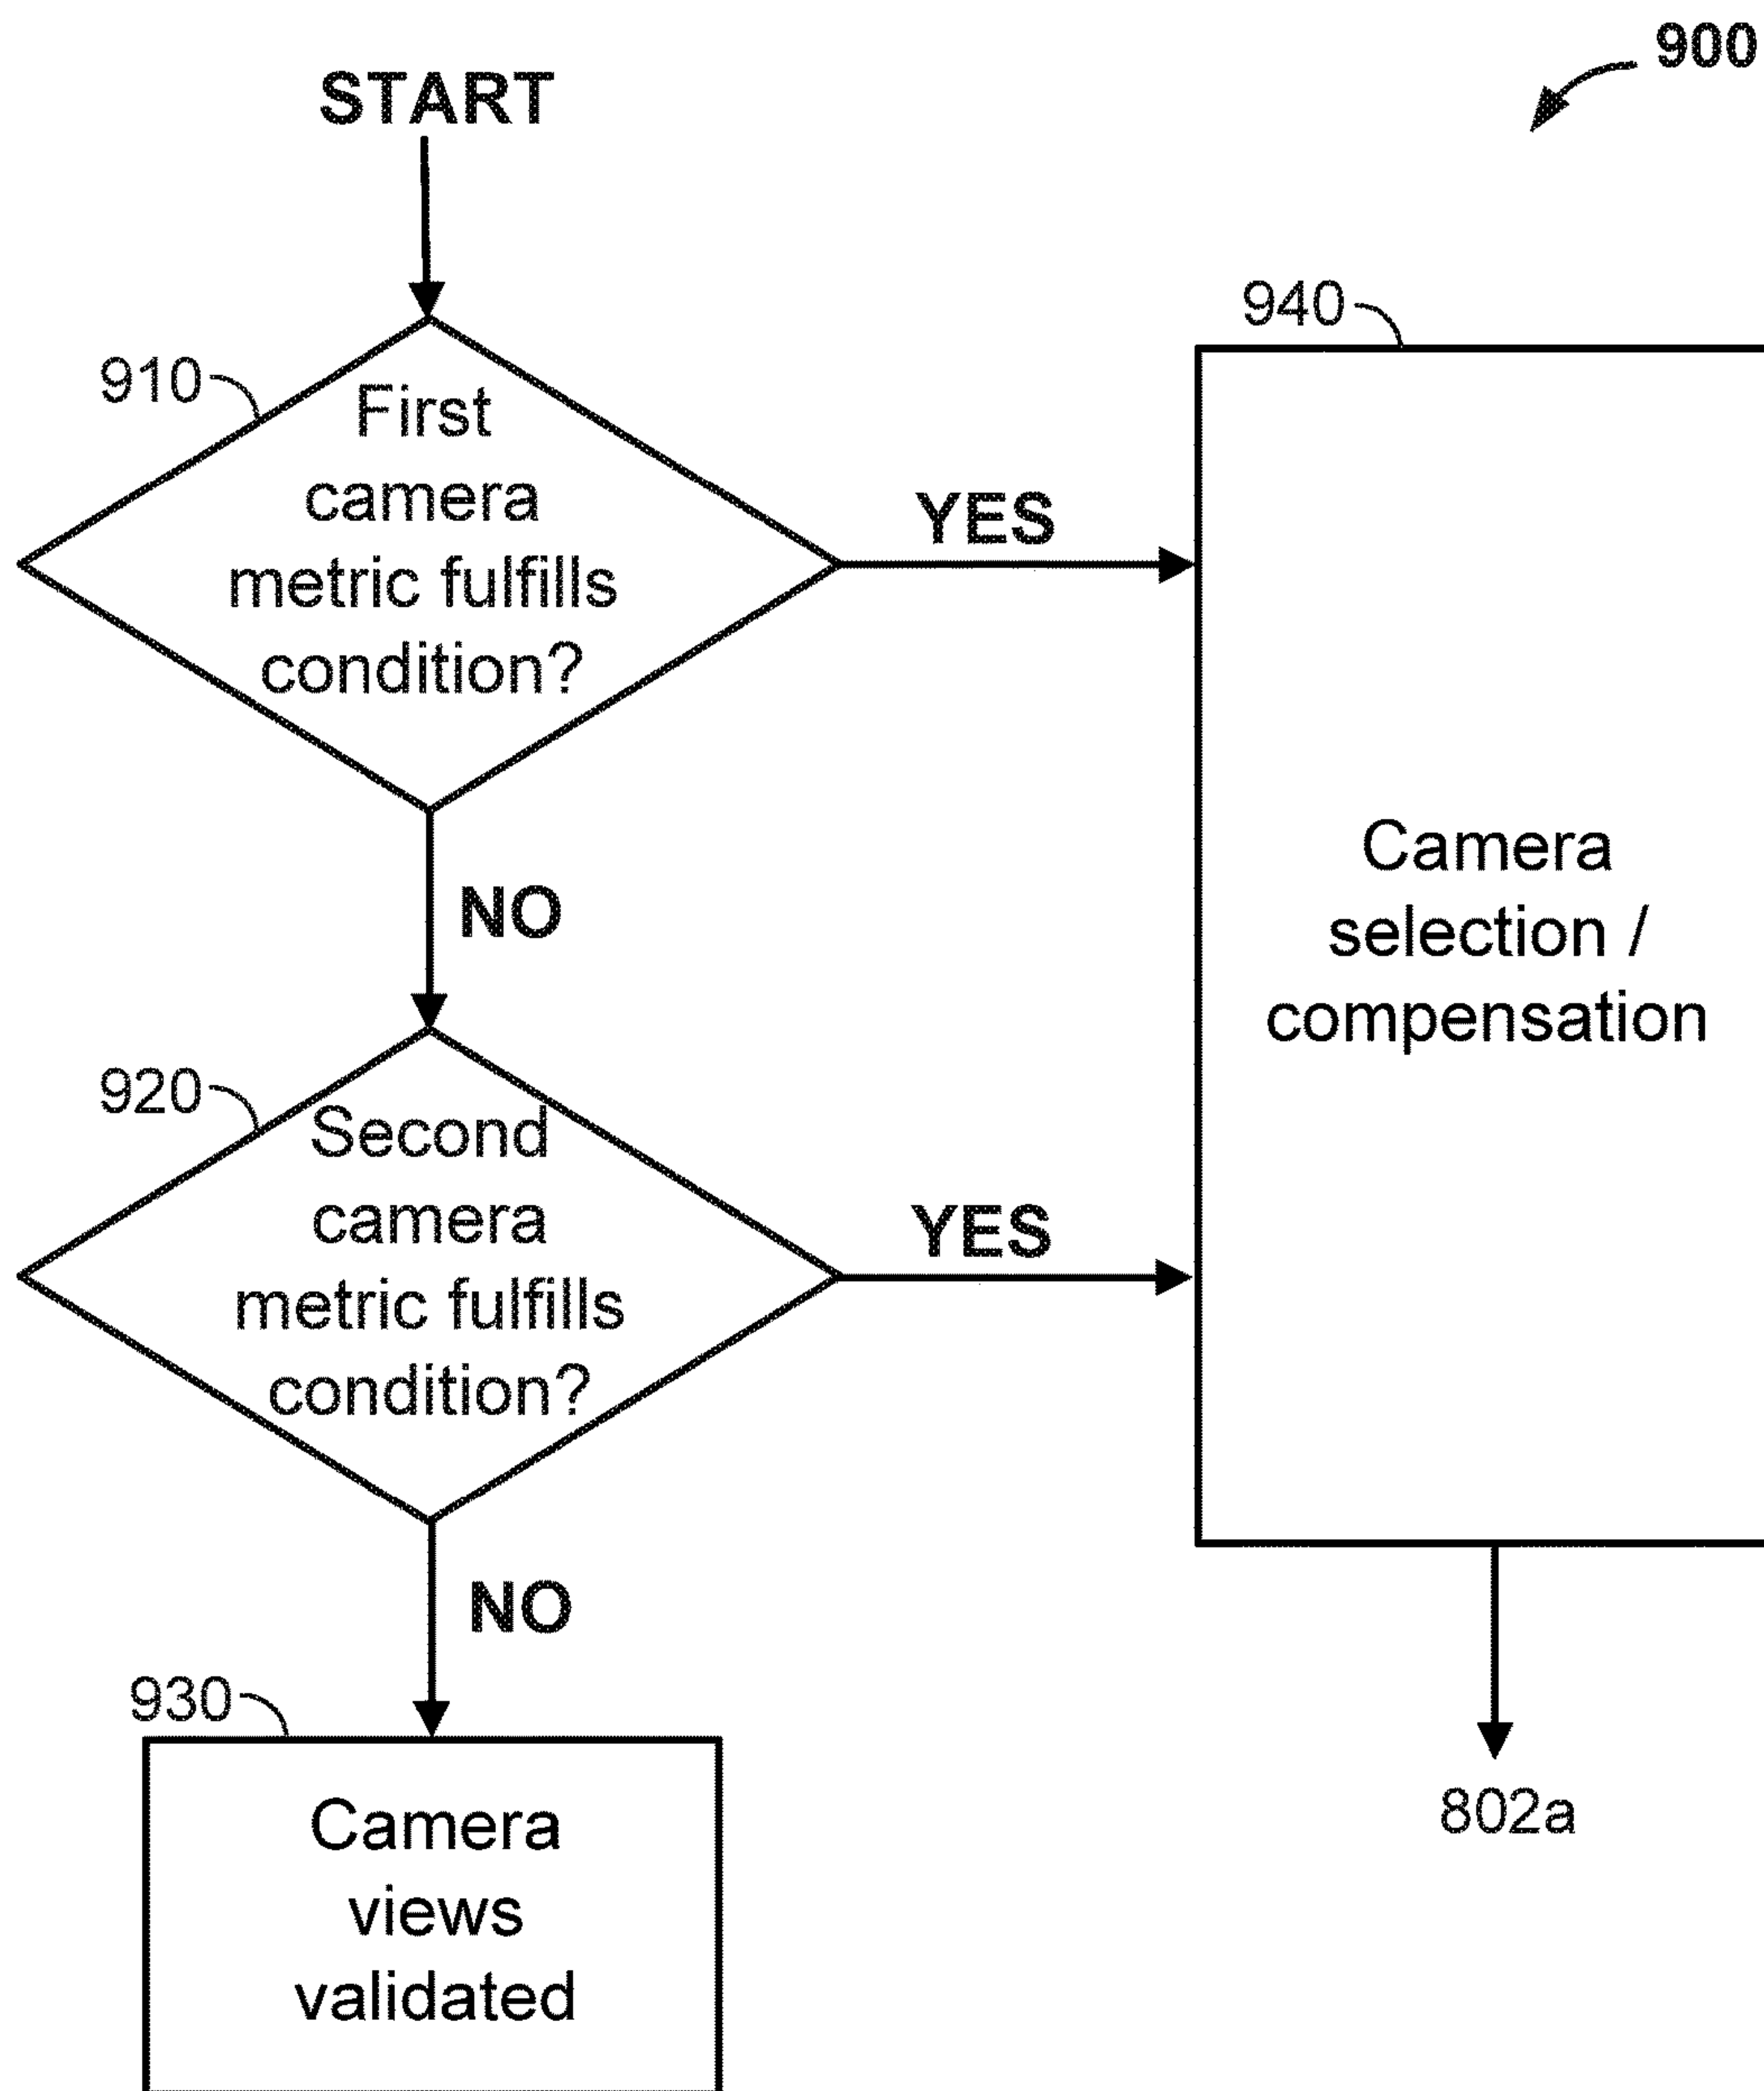 900
START
940
910
First
camera
metric fulfills
condition?
YES
Camera
selection /
compensation
NO
920
Second
camera
metric fulfills
condition?
YES
NO
930
Camera
views
validated
802a